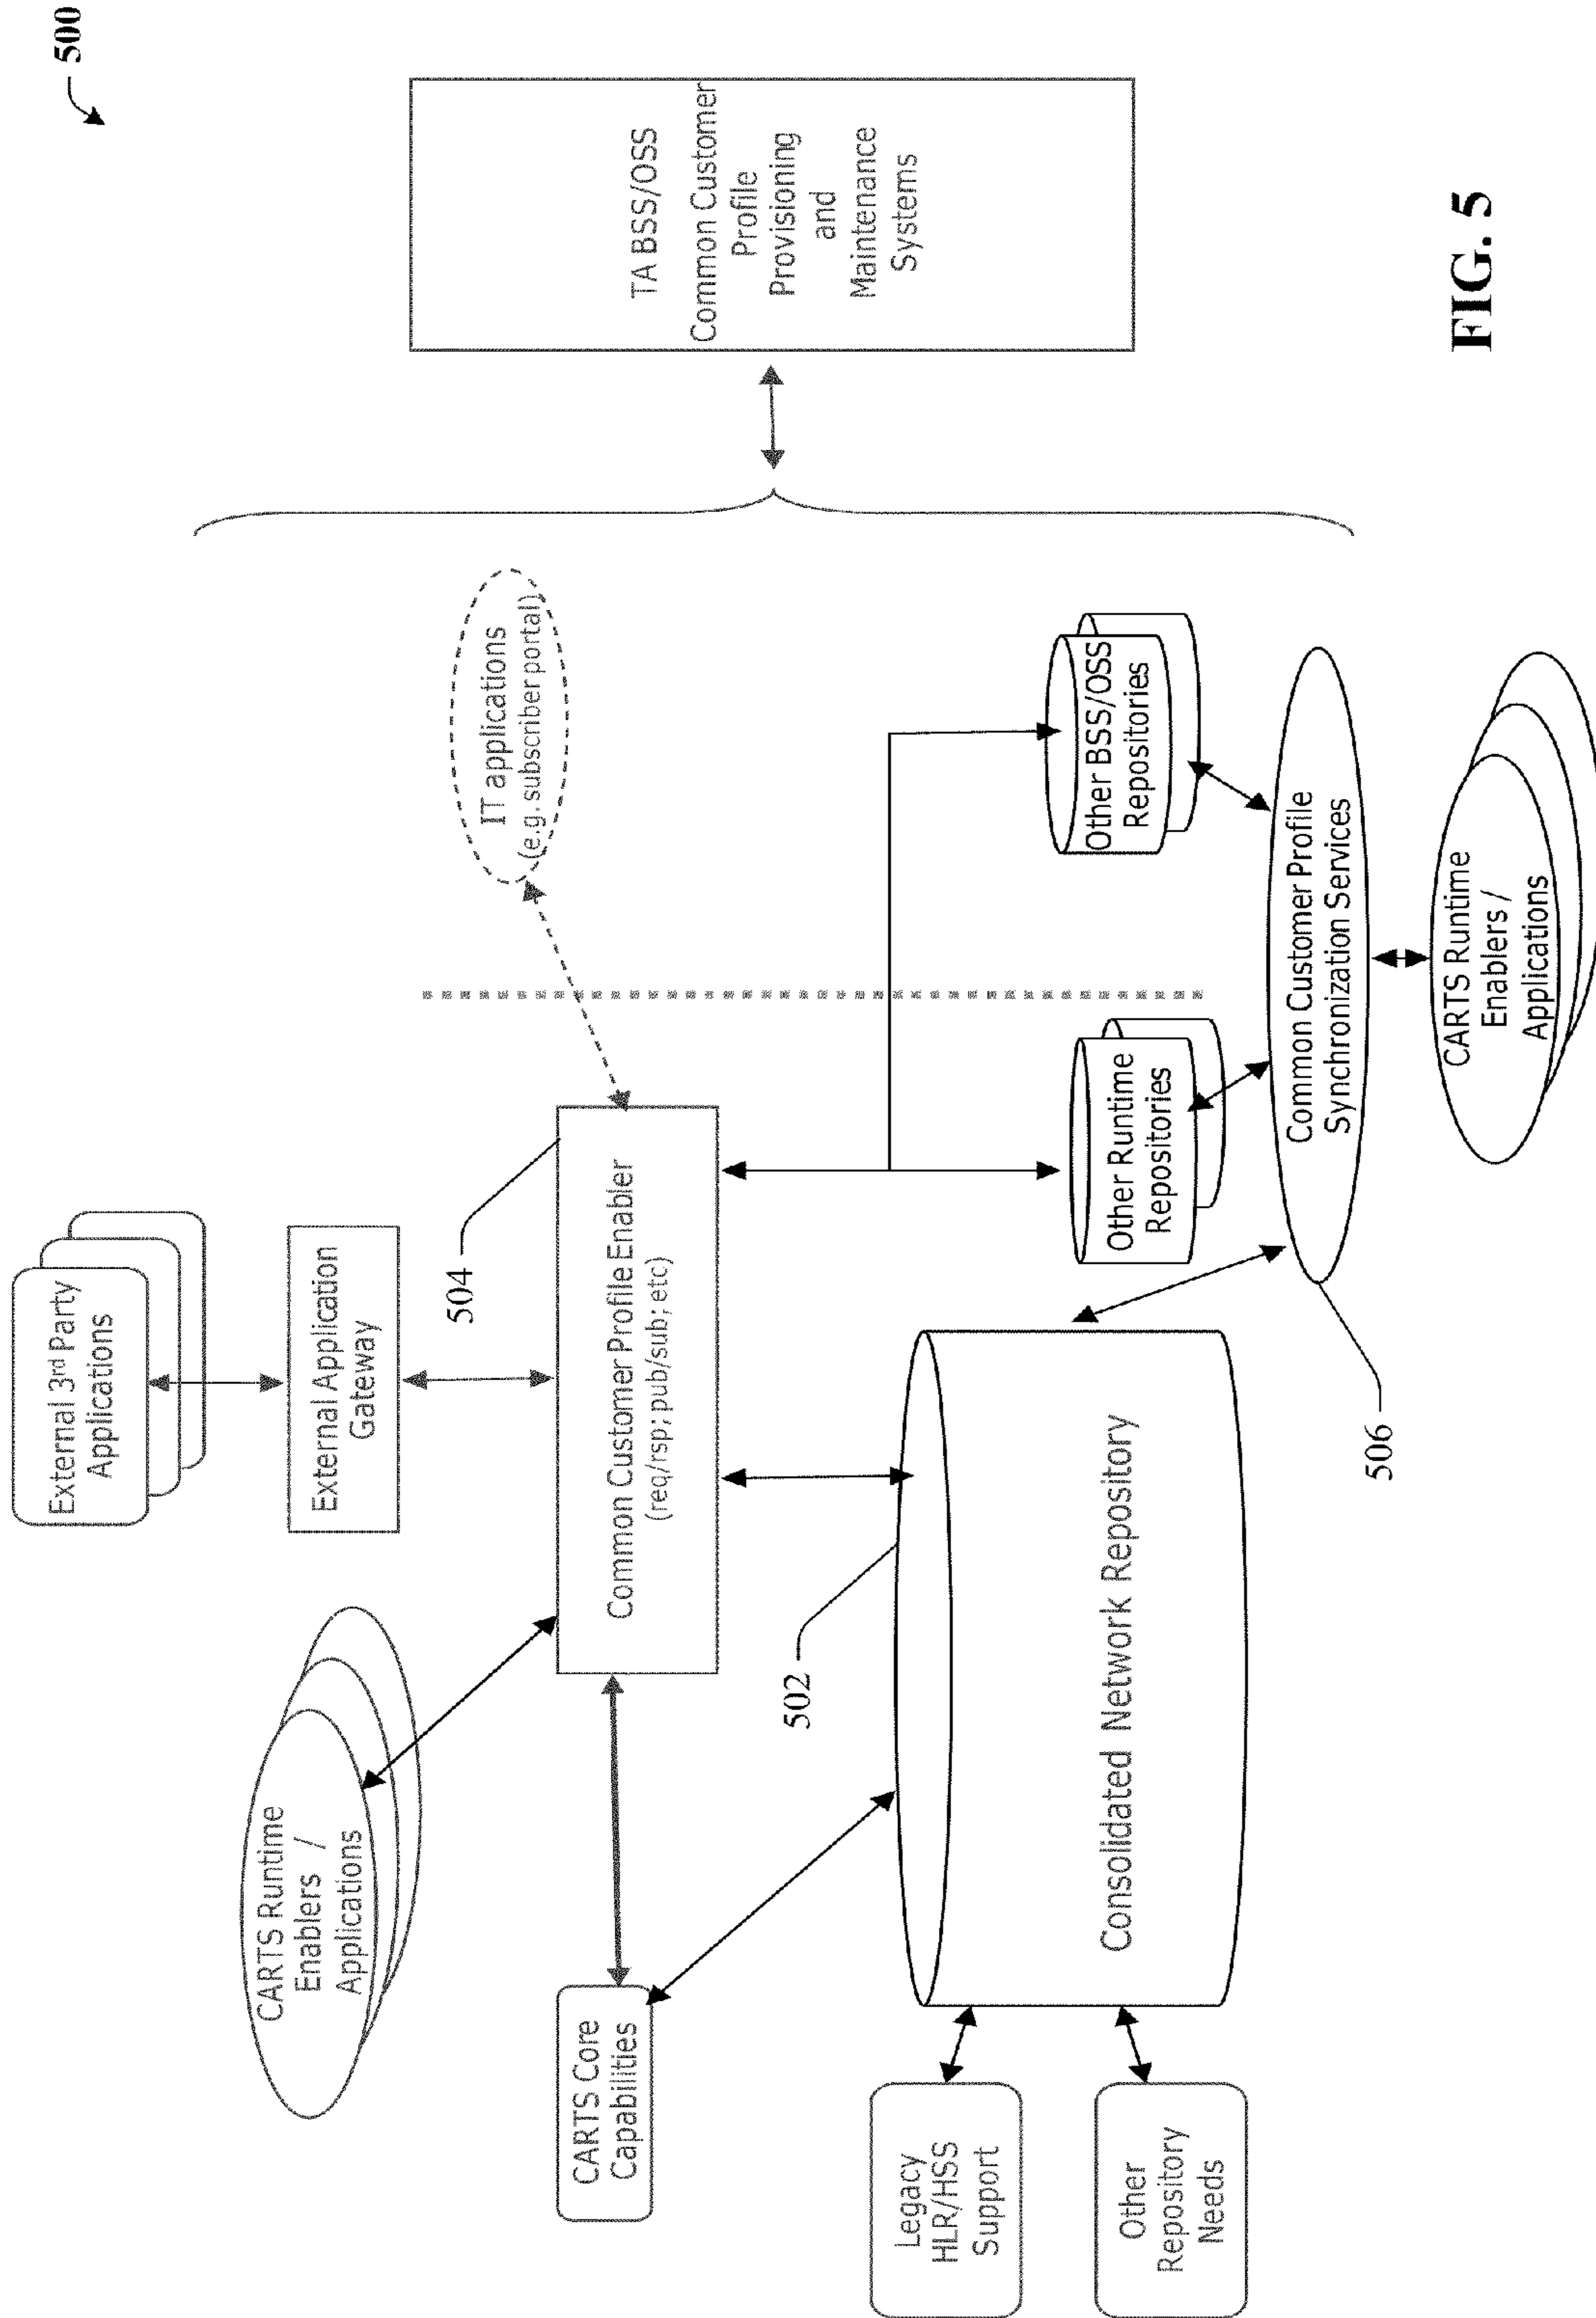 500
External 3rd Party
Applications
External Application
Gateway
CARTS Runtime
Enablers /
Applications
504
IT applications
(e.g. subscriber portal)
CARTS Core
Capabilities
Common Customer Profile Enabler
(req/rsp; pub/sub; etc)
TA BSS/OSS
Common Customer
Profile
Provisioning
and
Maintenance
Systems
502
Legacy
HLR/HSS
Support
Other
Repository
Needs
Consolidated Network Repository
Other Runtime
Repositories
Other BSS/OSS
Repositories
506
Common Customer Profile
Synchronization Services
CARTS Runtime
Enablers /
Applications
FIG. 5